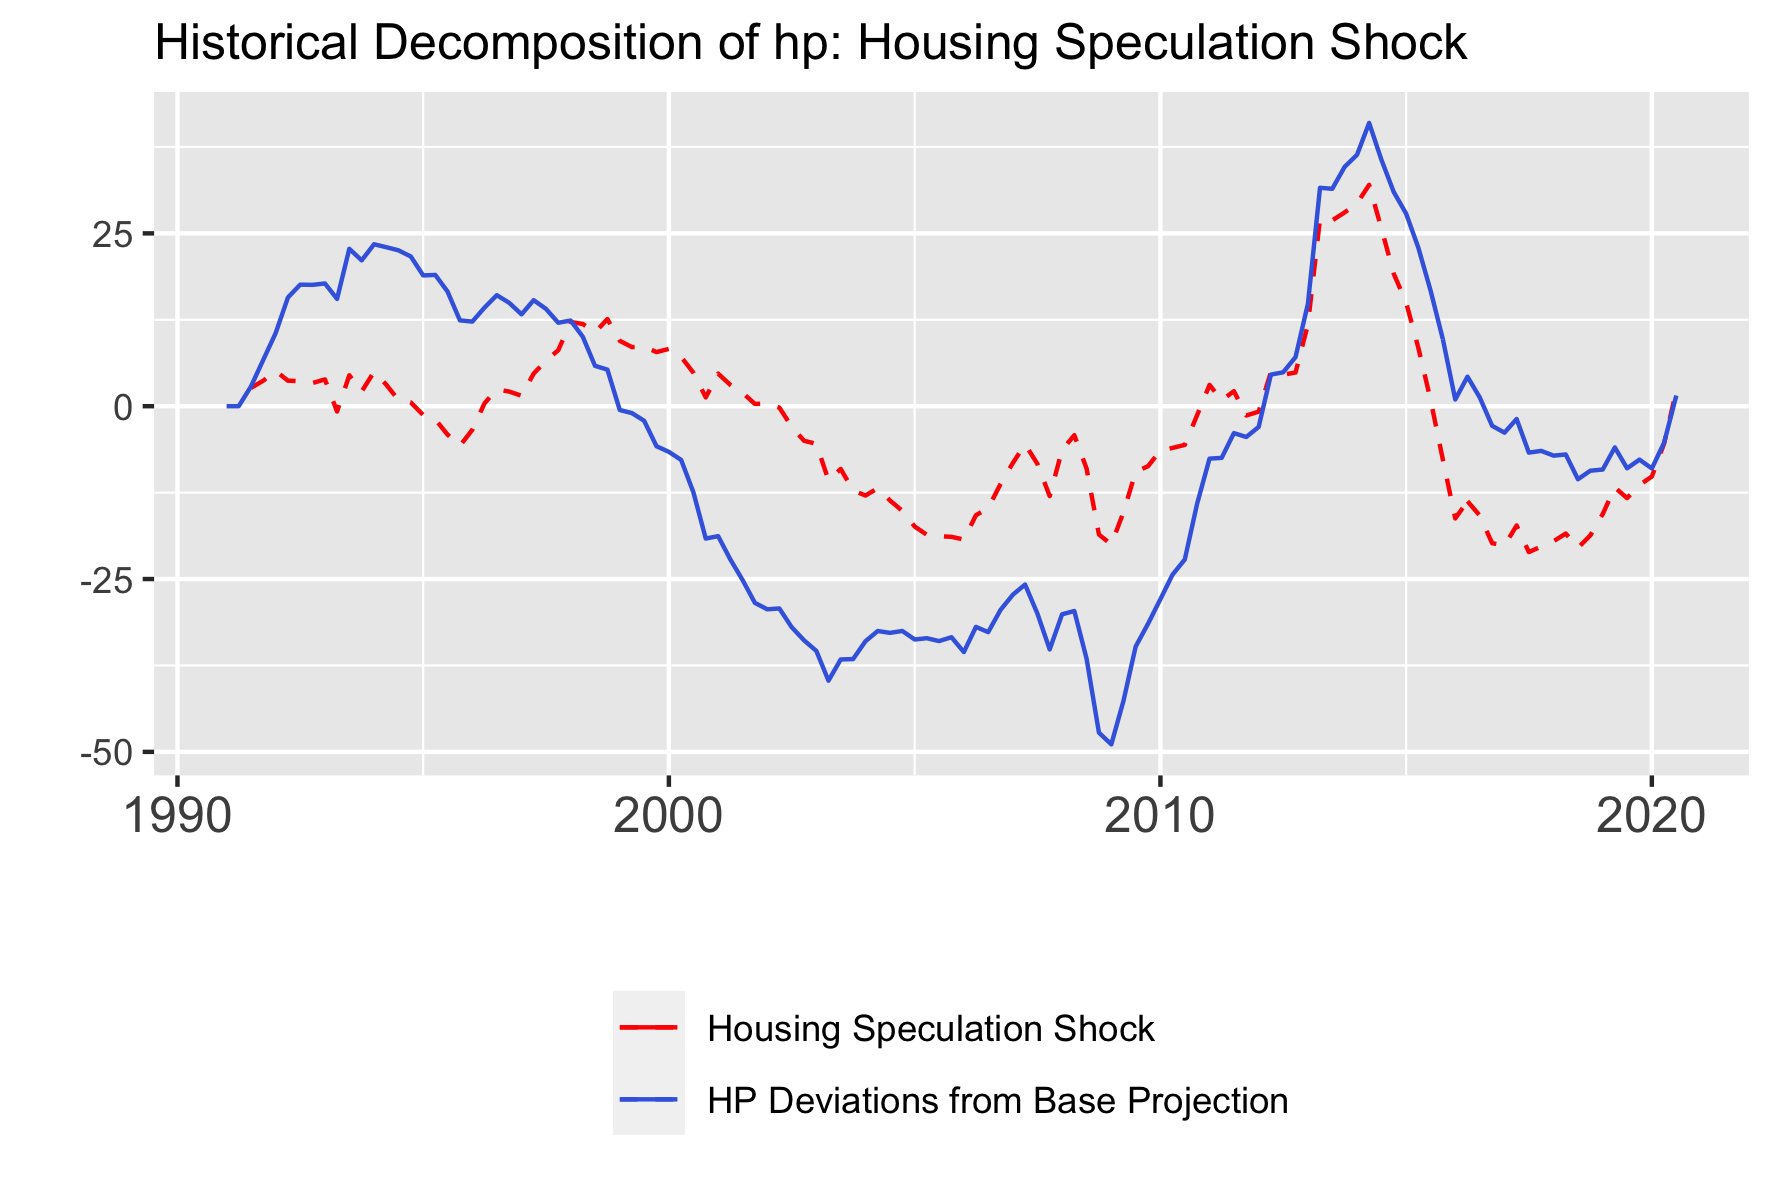 Historical Decomposition of hp: Housing Speculation Shock
25
0
-25
-50
1990 2000 2010 2020
Housing Speculation Shock
HP Deviations from Base Projection